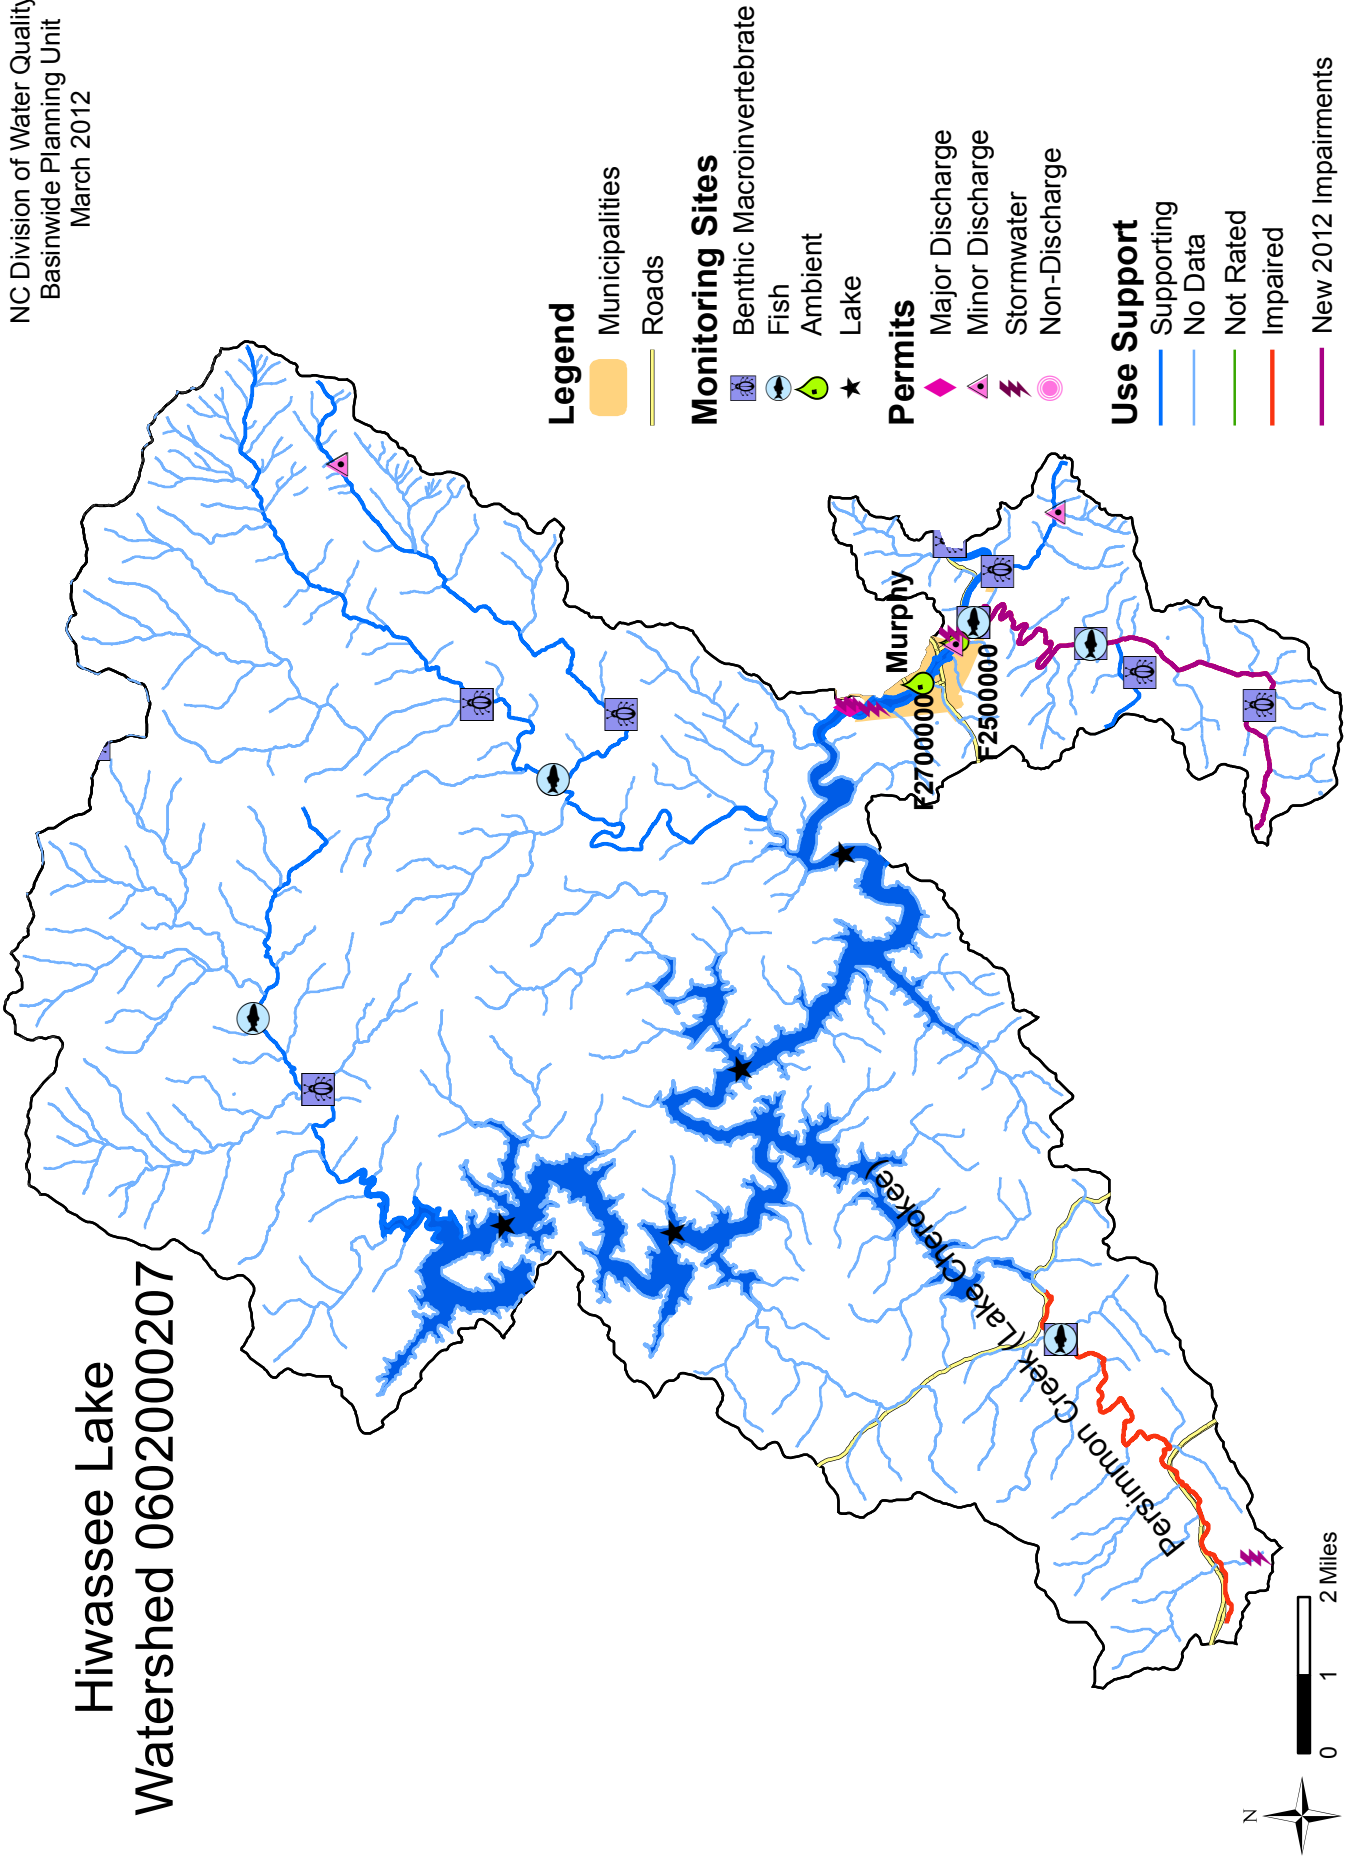 Hiwassee Lake
Watershed 0602000207
NC Division of Water Quality
Basinwide Planning Unit
March 2012
Legend
Municipalities
Roads
Monitoring Sites
Benthic Macroinvertebrate
Fish
Ambient
Lake
Permits
Major Discharge
Minor Discharge
Stormwater
Non-Discharge
Use Support
Supporting
No Data
Not Rated
Impaired
New 2012 Impairments
Murphy
F2700000
F2500000
Persimmon Creek (Lake Cherokee)
N
0 1 2 Miles